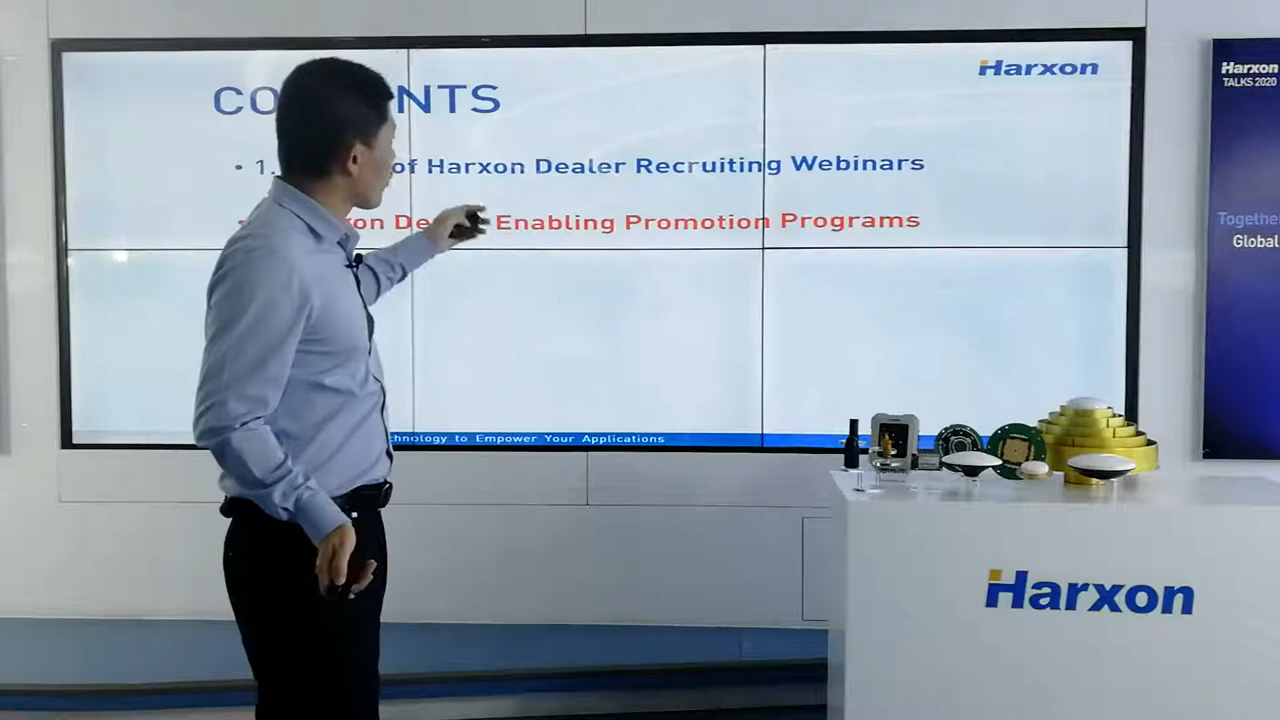 Harxon
CO NTS
• 1. of Harxon Dealer Recruiting Webinars
• on De Enabling Promotion Programs
chnology to Empower Your Applications
Harxon
TALKS 2020
Together
Global
Harxon